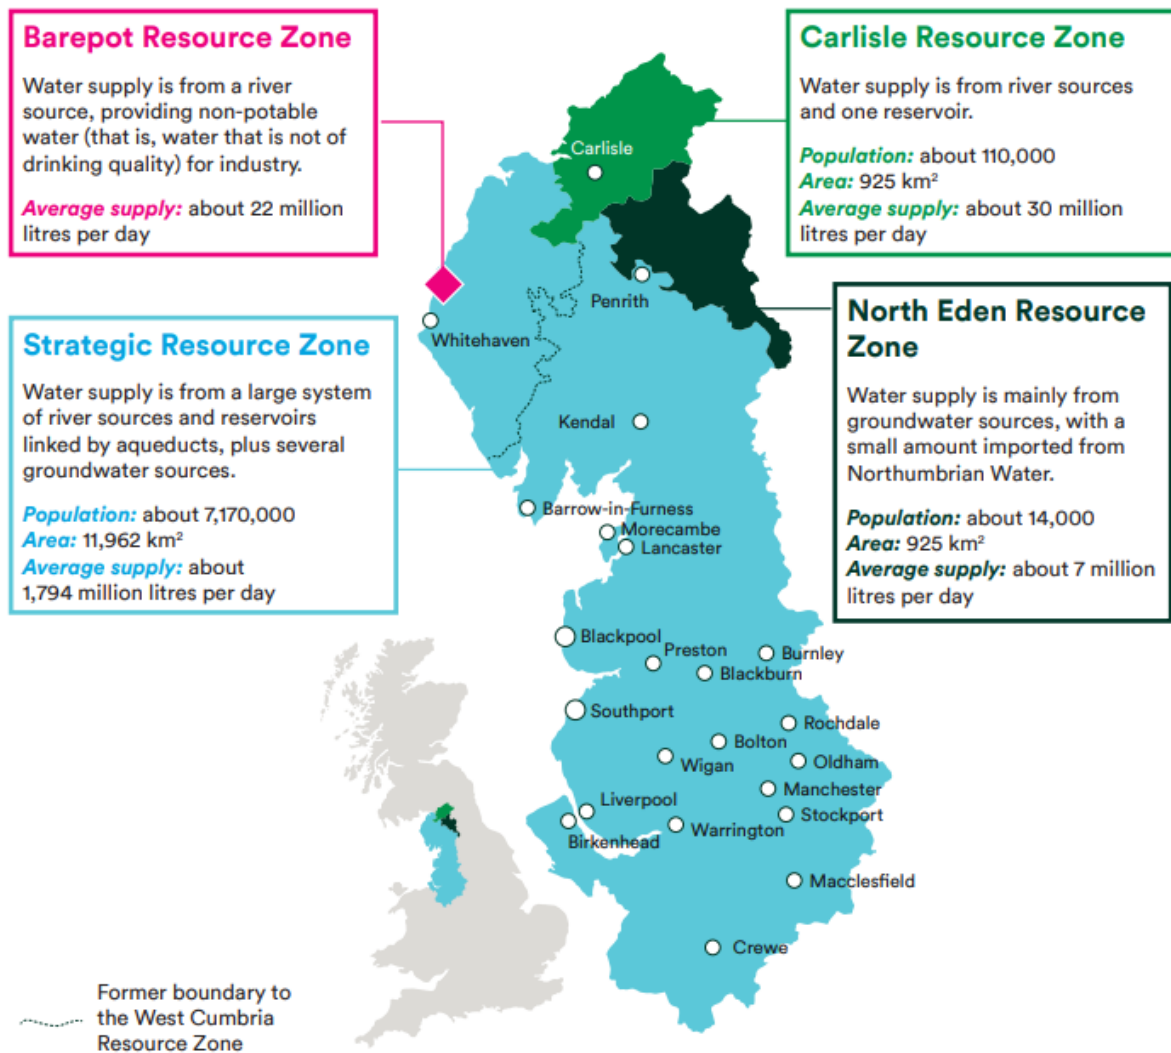 Barepot Resource Zone
Water supply is from a river
source, providing non-potable
water (that is, water that is not of
drinking quality) for industry.
Average supply: about 22 million
litres per day
Carlisle Resource Zone
Water supply is from river sources
and one reservoir.
Population: about 110,000
Area: 925 km²
Average supply: about 30 million
litres per day
Strategic Resource Zone
Water supply is from a large system
of river sources and reservoirs
linked by aqueducts, plus several
groundwater sources.
Population: about 7,170,000
Area: 11,962 km²
Average supply: about
1,794 million litres per day
North Eden Resource
Zone
Water supply is mainly from
groundwater sources, with a
small amount imported from
Northumbrian Water.
Population: about 14,000
Area: 925 km²
Average supply: about 7 million
litres per day
Carlisle
Penrith
Whitehaven
Kendal
Barrow-in-Furness
Morecambe
Lancaster
Blackpool
Preston
Burnley
Blackburn
Southport
Rochdale
Bolton
Oldham
Wigan
Manchester
Liverpool
Stockport
Warrington
Birkenhead
Macclesfield
Crewe
Former boundary to
the West Cumbria
Resource Zone